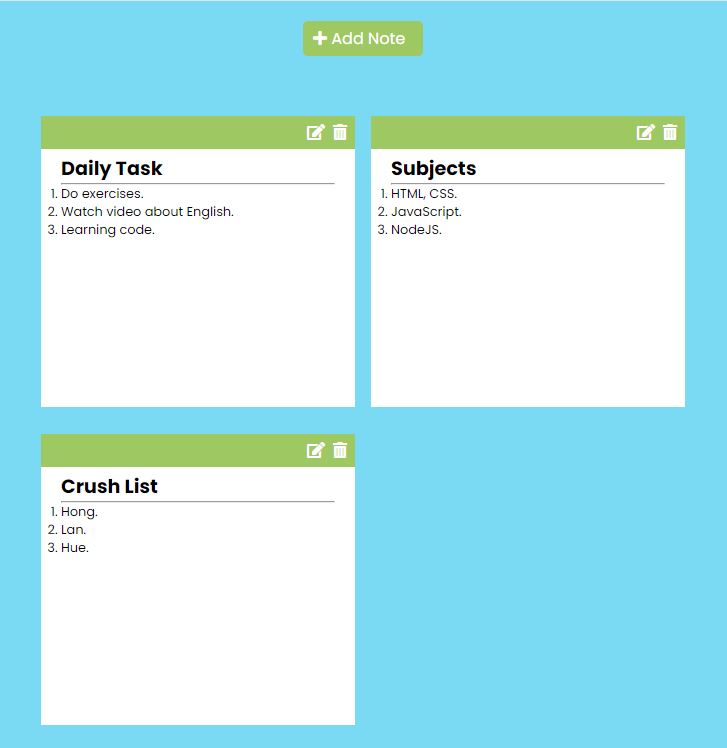 Add Note
Daily Task
1. Do exercises.
2. Watch video about English.
3. Learning code.
Subjects
1. HTML, CSS.
2. JavaScript.
3. NodeJS.
Crush List
1. Hong.
2. Lan.
3. Hue.